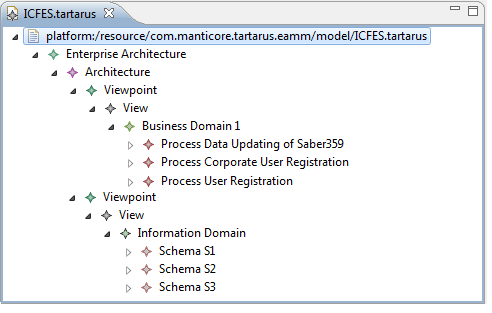 ICFES.tartarus
platform:/resource/com.manticore.tartarus.eamm/model/ICFES.tartarus
Enterprise Architecture
Architecture
Viewpoint
View
Business Domain 1
Process Data Updating of Saber359
Process Corporate User Registration
Process User Registration
Viewpoint
View
Information Domain
Schema S1
Schema S2
Schema S3